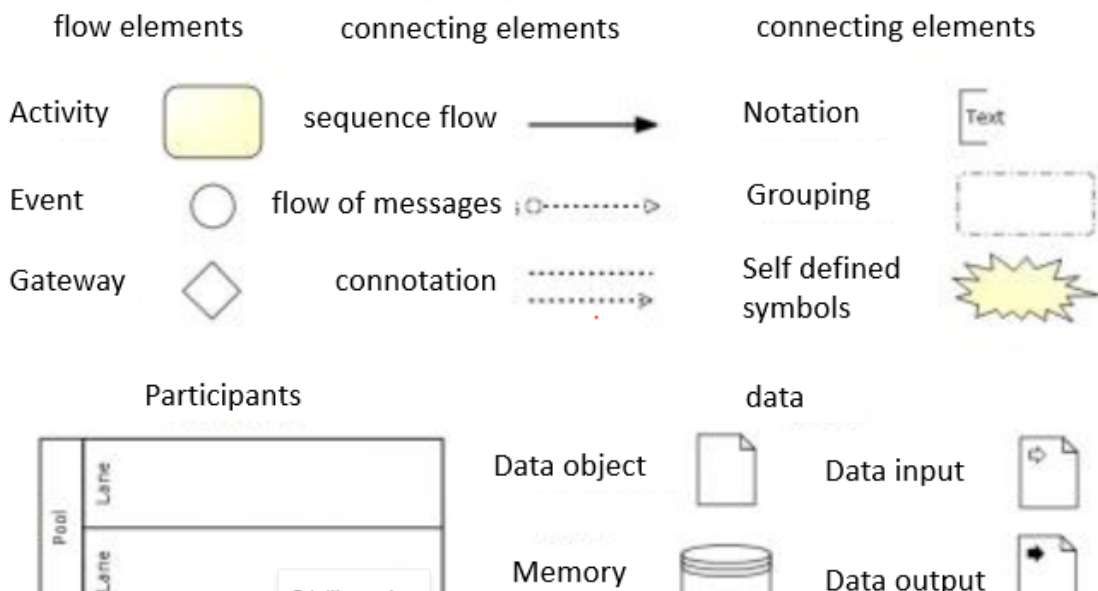 flow elements
connecting elements
connecting elements
Activity
sequence flow
Notation
Text
Event
flow of messages
Grouping
Gateway
connotation
Self defined
symbols
Participants
data
Pool
Lane
Lane
Data object
Data input
Memory
Data output